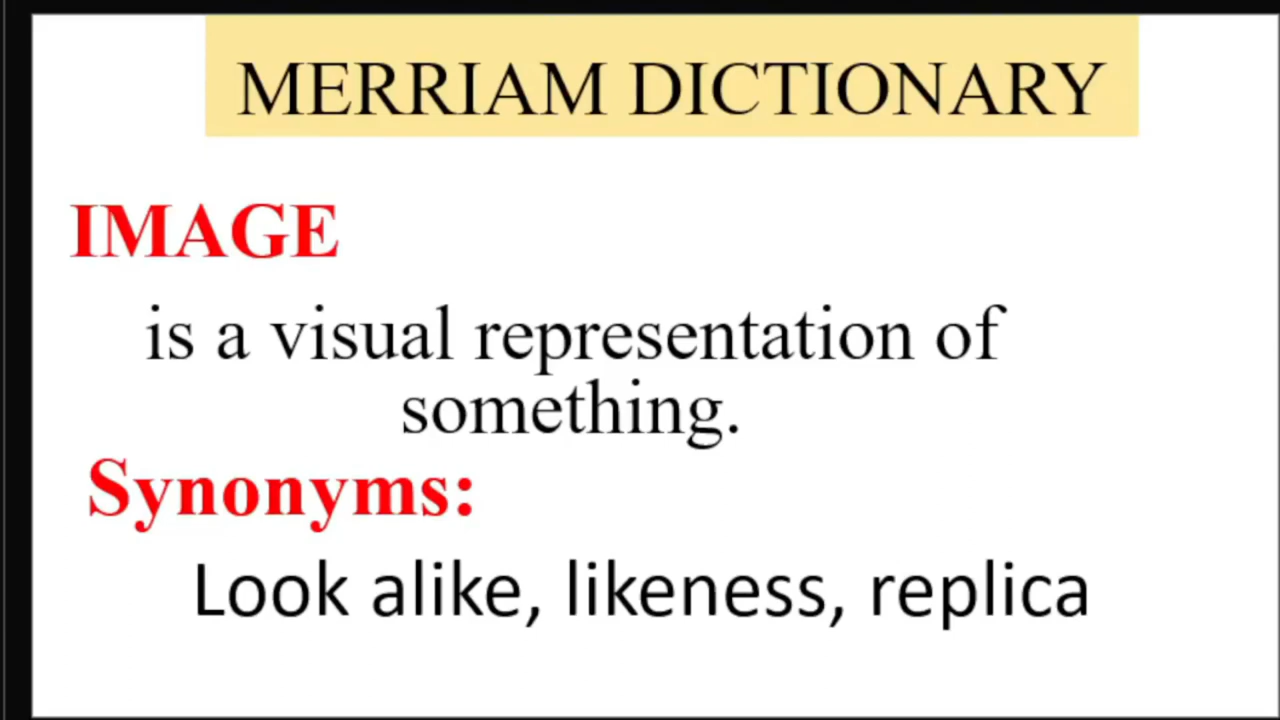 MERRIAM DICTIONARY
IMAGE
is a visual representation of
something.
Synonyms:
Look alike, likeness, replica